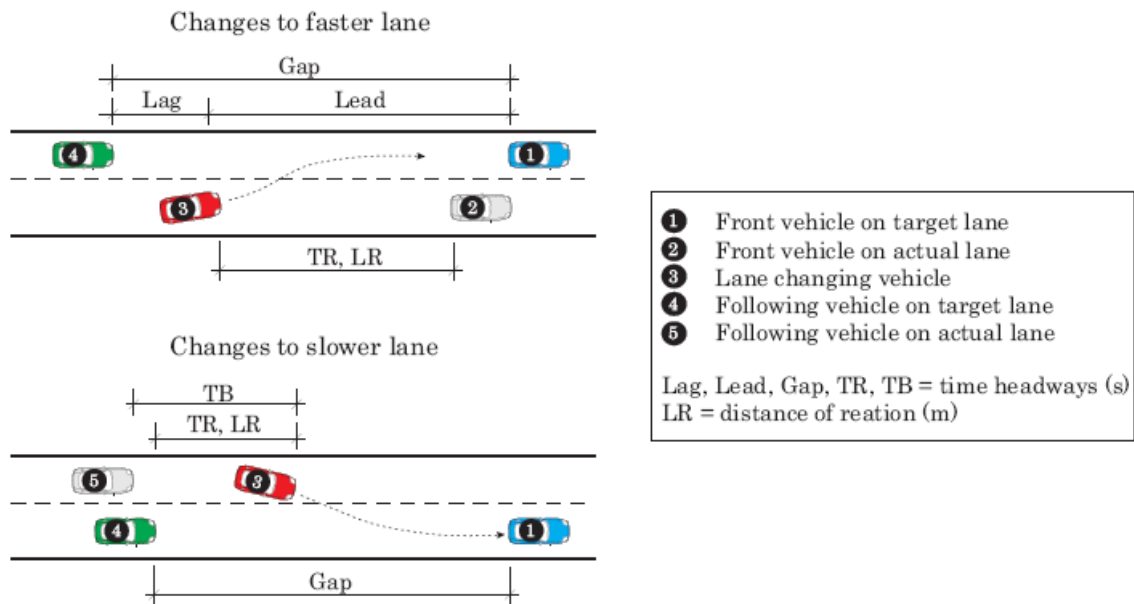 Changes to faster lane
Gap
Lag
Lead
4
1
3
2
TR, LR
Changes to slower lane
TB
TR, LR
5
3
4
1
Gap
1 Front vehicle on target lane
2 Front vehicle on actual lane
3 Lane changing vehicle
4 Following vehicle on target lane
5 Following vehicle on actual lane
Lag, Lead, Gap, TR, TB = time headways (s)
LR = distance of reation (m)